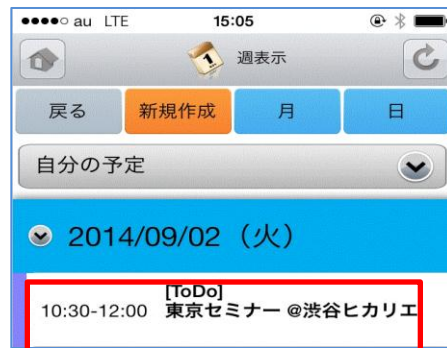 ●●●●○ au LTE 15:05
1
週表示
戻る 新規作成 月 日
自分の予定
2014/09/02（火）
[ToDo]
10:30-12:00 東京セミナー @渋谷ヒカリエ